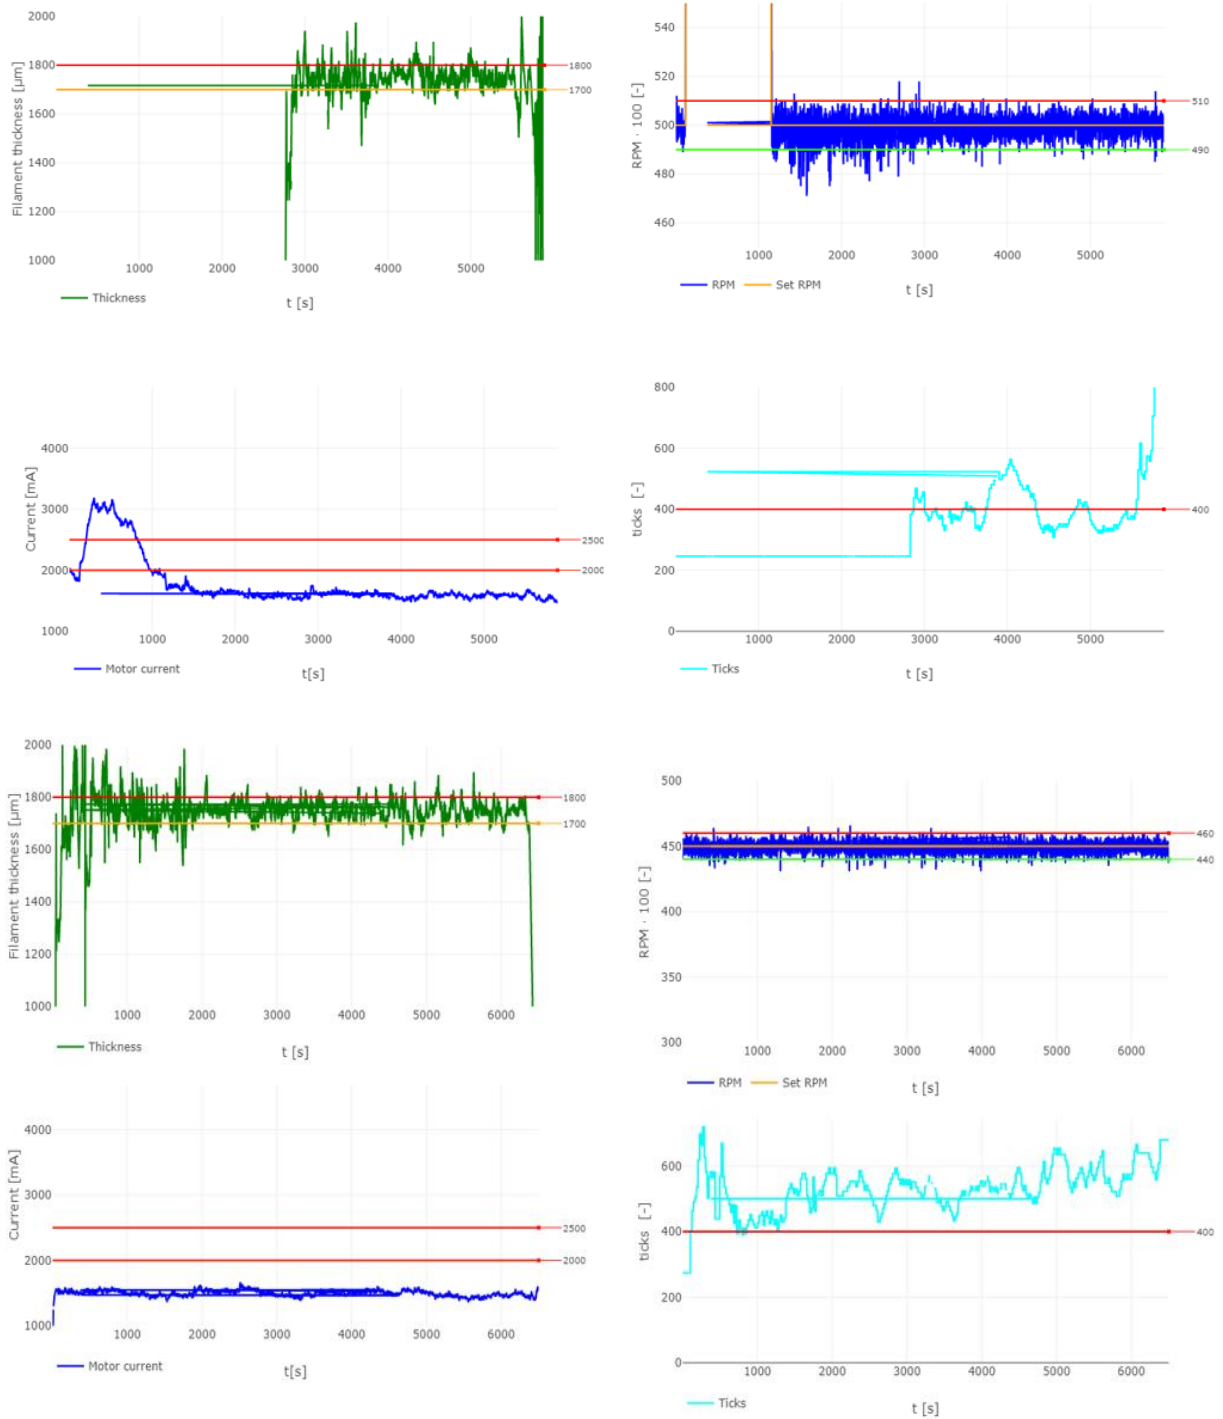 2000
1800
1600
1400
1200
1000
Filament thickness [µm]
1800
1700
1000 2000 3000 4000 5000
Thickness
t [s]
540
520
500
480
460
RPM · 100 [-]
510
490
1000 2000 3000 4000 5000
RPM Set RPM
t [s]
4000
3000
2000
1000
Current [mA]
2500
2000
1000 2000 3000 4000 5000
Motor current
t[s]
800
600
400
200
0
ticks [-]
400
1000 2000 3000 4000 5000
Ticks
t [s]
2000
1800
1600
1400
1200
1000
Filament thickness [µm]
1800
1700
1000 2000 3000 4000 5000 6000
Thickness
t [s]
500
450
400
350
300
RPM · 100 [-]
460
440
1000 2000 3000 4000 5000 6000
RPM Set RPM
t [s]
4000
3000
2000
1000
Current [mA]
2500
2000
1000 2000 3000 4000 5000 6000
Motor current
t[s]
600
400
200
0
ticks [-]
400
1000 2000 3000 4000 5000 6000
Ticks
t [s]